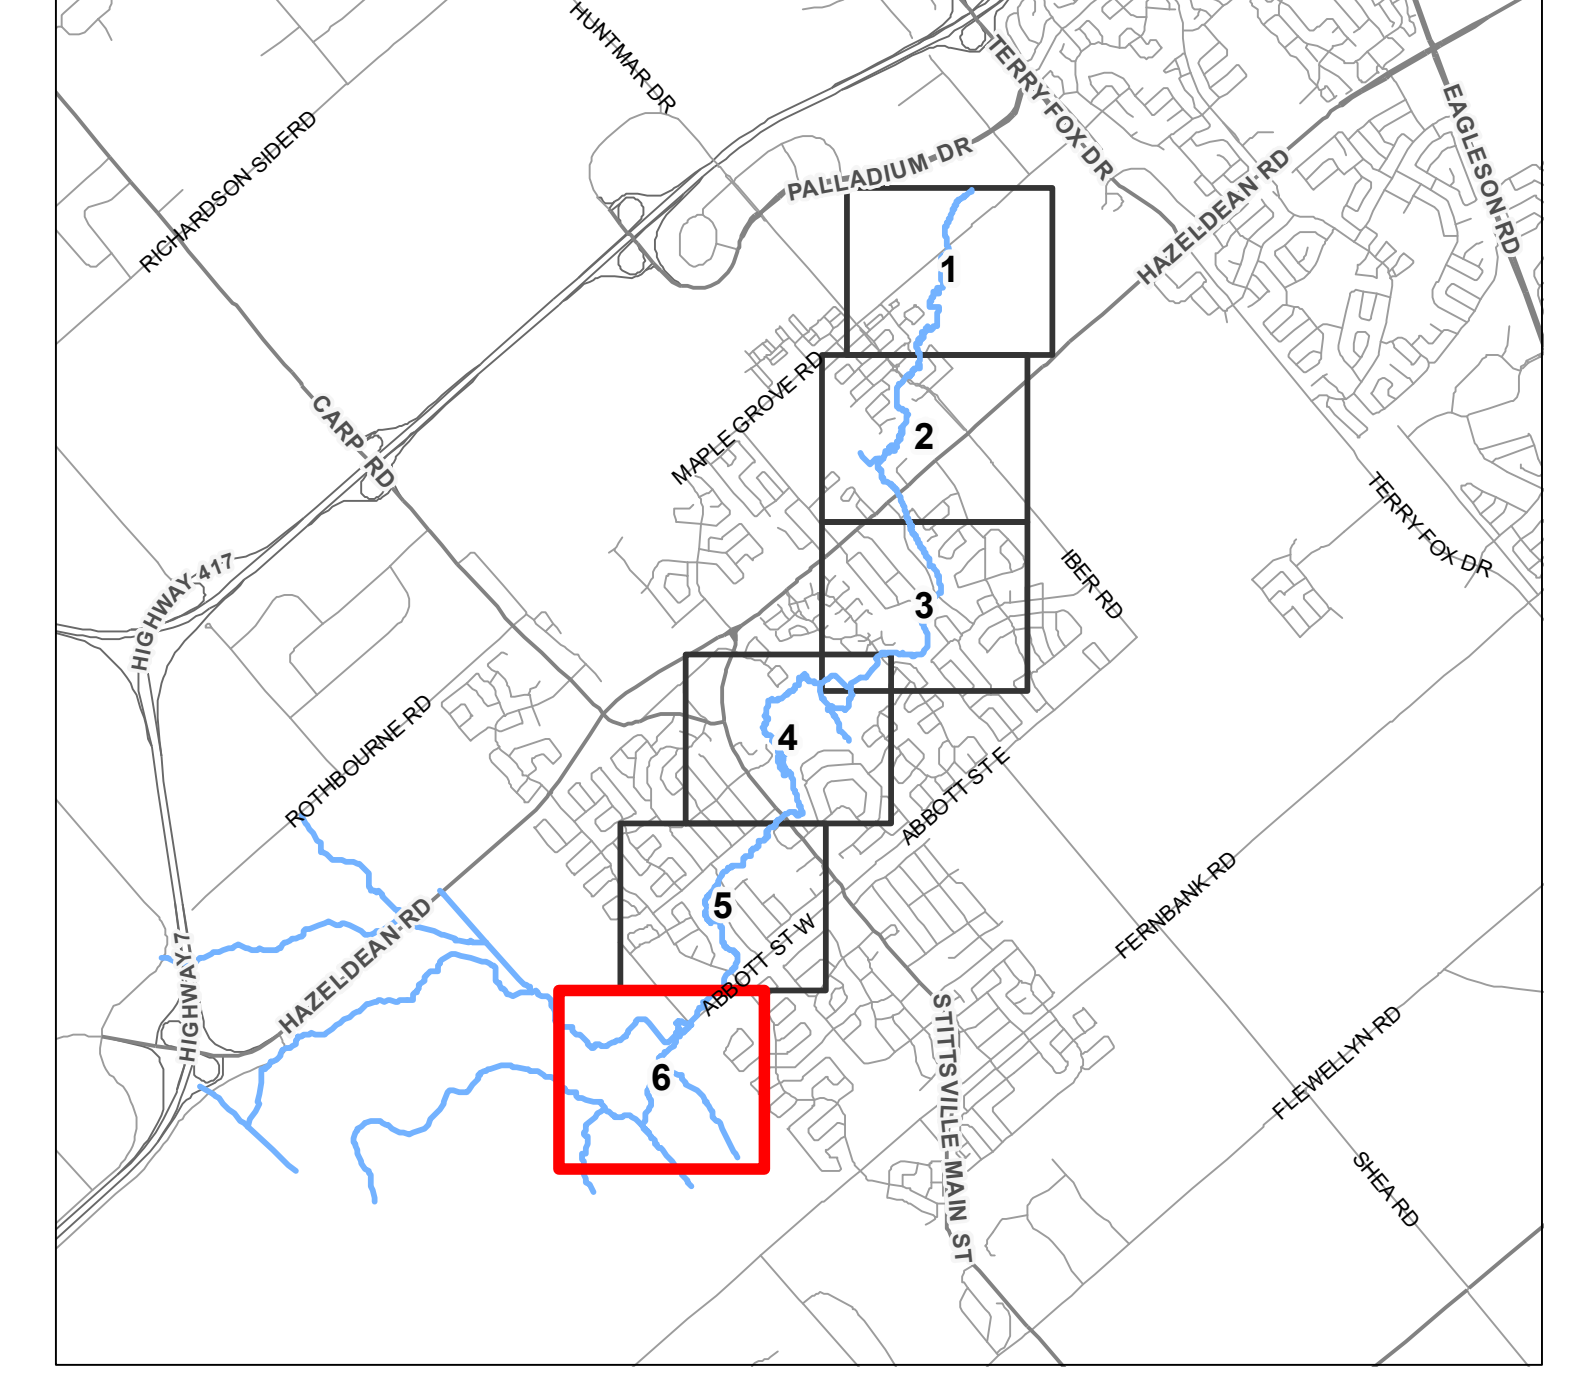 HUNTMAR DR
TERRY FOX DR
EAGLESON RD
RICHARDSON SIDERD
PALLADIUM DR
HAZELDEAN RD
1
MAPLE GROVE RD
CARP RD
2
TERRY FOX DR
HIGHWAY 417
IBER RD
3
ROTHBOURNE RD
4
ABBOTT ST E
FERNBANK RD
5
ABBOTT ST W
HAZELDEAN RD
HIGHWAY 7
STITTSVILLE MAIN ST
FLEWELLYN RD
6
SHEA RD